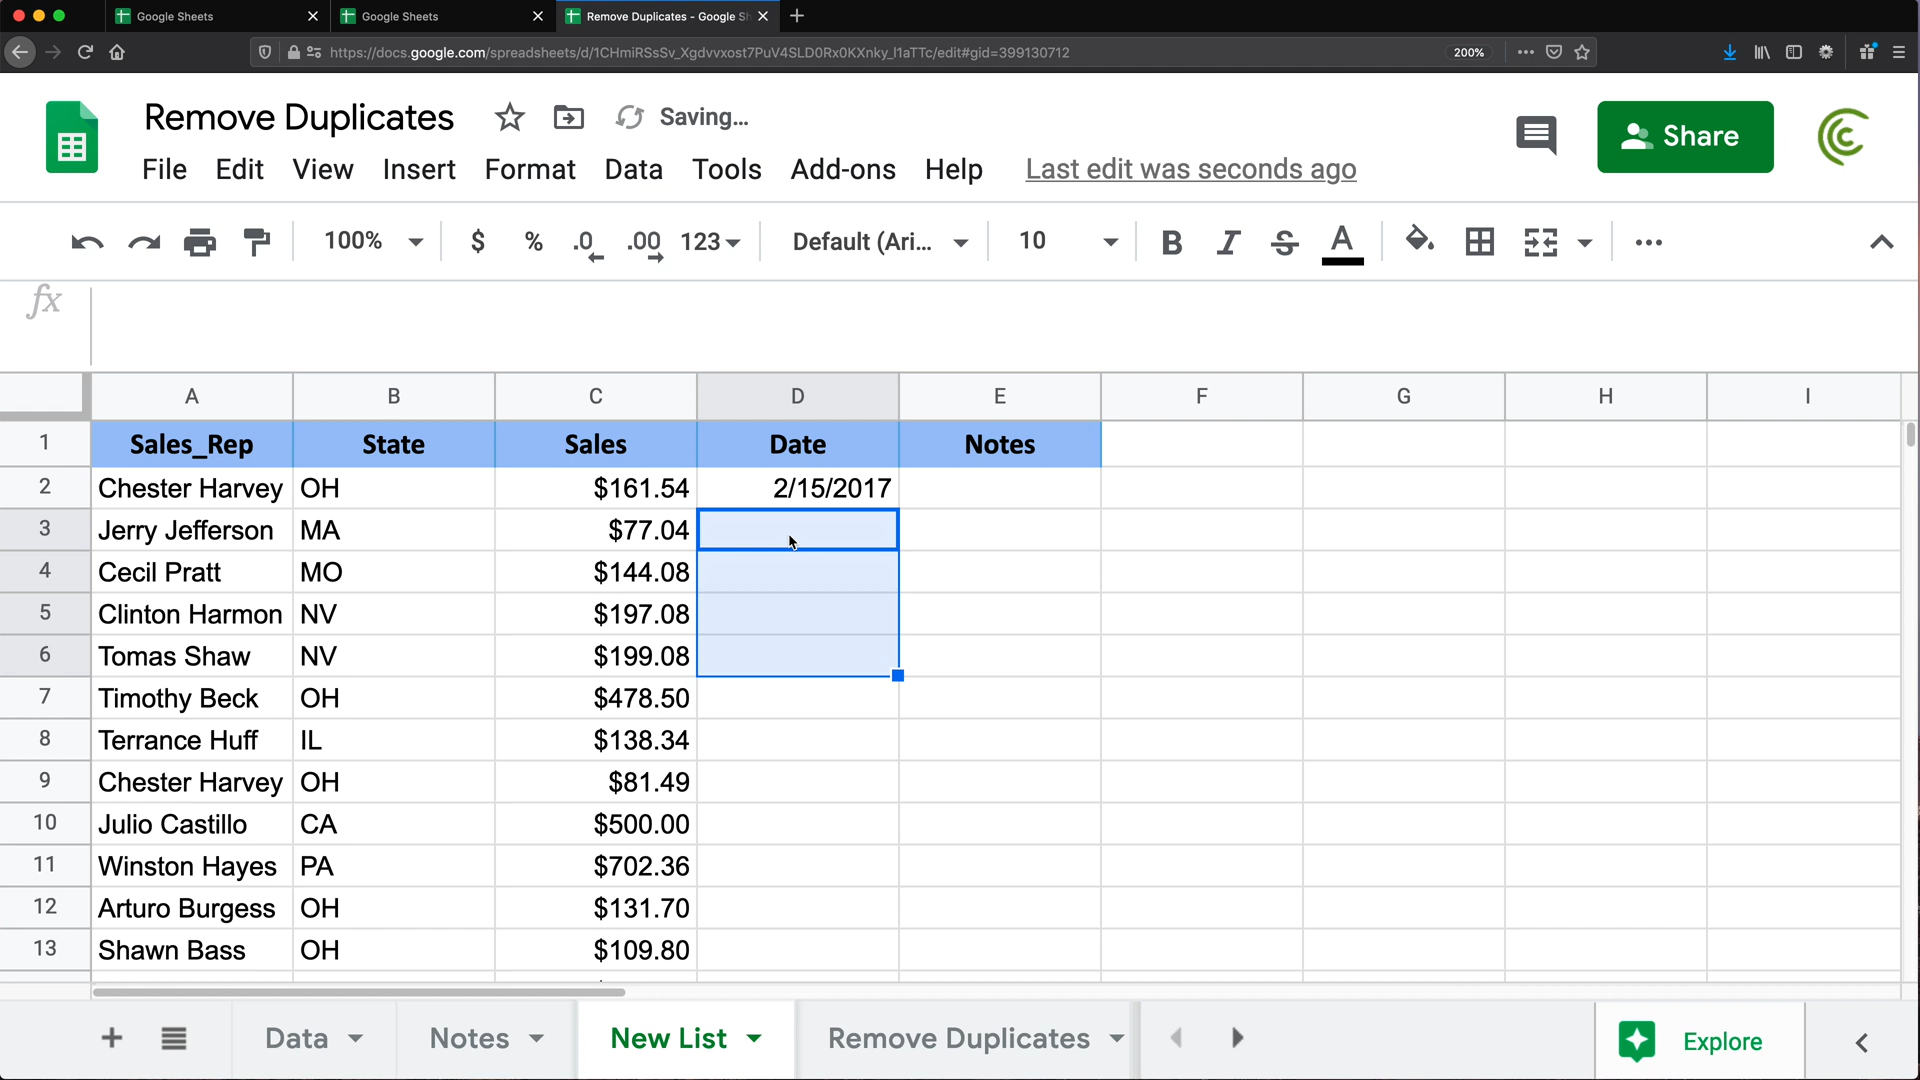 Google Sheets
Google Sheets
Remove Duplicates - Google Sh
https://docs.google.com/spreadsheets/d/1CHmiRSsSv_Xgdvvxost7PuV4SLD0Rx0KXnky_l1aTTc/edit#gid=399130712
200%
Remove Duplicates
Saving...
File Edit View Insert Format Data Tools Add-ons Help
Last edit was seconds ago
Share
100%
$ % .0 .00 123
Default (Ari...
10
B I S A
fx
A B C D E F G H I
1 Sales_Rep State Sales Date Notes
2 Chester Harvey OH $161.54 2/15/2017
3 Jerry Jefferson MA $77.04
4 Cecil Pratt MO $144.08
5 Clinton Harmon NV $197.08
6 Tomas Shaw NV $199.08
7 Timothy Beck OH $478.50
8 Terrance Huff IL $138.34
9 Chester Harvey OH $81.49
10 Julio Castillo CA $500.00
11 Winston Hayes PA $702.36
12 Arturo Burgess OH $131.70
13 Shawn Bass OH $109.80
Data Notes New List Remove Duplicates
Explore